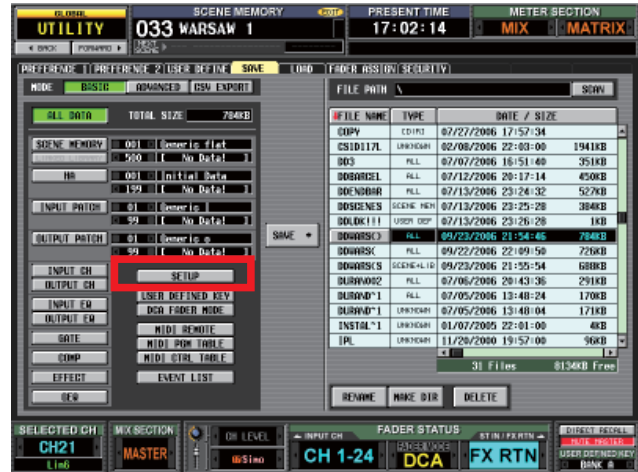 GLOBAL
UTILITY
BACK
FORWARD
SCENE MEMORY
EDIT
033 WARSAW 1
NEXT
PRESENT TIME
17:02:14
METER SECTION
MIX
MATRIX
PREFERENCE 1
PREFERENCE 2
USER DEFINE
SAVE
LOAD
FADER ASSIGN
SECURITY
MODE
BASIC
ADVANCED
CSV EXPORT
ALL DATA
TOTAL SIZE
784KB
SCENE MEMORY
001 [Generic flat
500 [ No Data! ]
HA
001 [Initial Data
199 [ No Data! ]
INPUT PATCH
01 [Generic
99 [ No Data! ]
OUTPUT PATCH
01 [Generic o
99 [ No Data! ]
INPUT CH
OUTPUT CH
INPUT EQ
OUTPUT EQ
GATE
COMP
EFFECT
GEQ
SETUP
USER DEFINED KEY
DCA FADER MODE
MIDI REMOTE
MIDI PGM TABLE
MIDI CTRL TABLE
EVENT LIST
SAVE
FILE PATH \
SCAN
FILE NAME TYPE DATE / SIZE
COPY [DIR] 07/27/2006 17:57:34
CS1D117L UNKNOWN 02/08/2006 22:03:00 1941KB
DD3 ALL 07/07/2006 16:51:40 351KB
DDBARCEL ALL 07/12/2006 20:17:14 450KB
DDENDBAR ALL 07/13/2006 23:24:32 527KB
DDSCENES SCENE MEM 07/13/2006 23:25:28 384KB
DDUDK!!! USER DEF 07/13/2006 23:26:28 1KB
DDWARS() ALL 09/23/2006 21:54:46 784KB
DDWARS( ALL 09/22/2006 22:09:50 726KB
DDWARS(S SCENE+LIB 09/23/2006 21:55:54 688KB
DURAN002 ALL 07/06/2006 20:43:36 291KB
DURAND~1 ALL 07/05/2006 13:48:24 170KB
DURAND~1 UNKNOWN 07/05/2006 13:48:04 171KB
INSTAL~1 UNKNOWN 01/07/2005 22:01:00 4KB
IPL UNKNOWN 11/20/2000 19:57:00 96KB
31 Files 8134KB Free
RENAME
MAKE DIR
DELETE
SELECTED CH
CH21
Lin6
MIX SECTION
MASTER
CH LEVEL
Sine
INPUT CH
CH 1-24
FADER STATUS
FADER MODE
DCA
ST IN / FX RTN
FX RTN
DIRECT RECALL
MUTE MASTER
USER DEFINED KEY
BANK A